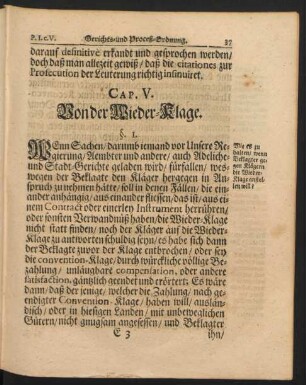 P. I. c. V. Gerichts-und Proceß-Ordnung. 37
darauf definitive erkandt und gesprochen werden/
doch daß man allezeit gewiß/ daß die citationes zur
Prosecution der Leuterung richtig insinuiret.
CAP. V.
Von der Wieder-Klage.
§. I.
Wenn Sachen/ darumb iemand vor Unsere Re-
gierung/ Aembter und andere/ auch Adeliche
und Stadt-Gerichte geladen wird/ fürfallen/ wes-
wegen der Beklagte den Kläger hergegen in An-
spruch zu nehmen hätte/ soll in denen Fällen/ die ein-
ander anhängig/ aus einander fliessen/ das ist/ aus ei-
nem Contract oder einerley Instrument herrühren/
oder sonsten Verwandnüß haben/ die Wieder-Klage
nicht statt finden/ noch der Kläger auf die Wieder-
Klage zu antworten schuldig seyn/ es habe sich dann
der Beklagte zuvor der Klage entbrochen/ oder sey
die convention-Klage/ durch würckliche völlige Be-
zahlung/ unläugbare compensation, oder andere
satisfaction, gäntzlich geendet und erörtert: Es wäre
dann/ daß der jenige/ welcher die Zahlung/ nach ge-
endigter Convention-Klage/ haben will/ auslän-
disch/ oder in hiesigen Landen/ mit unbeweglichen
Gütern/ nicht gnugsam angesessen/ und Beklagter
E 3 ihn/
Wie es zu
halten/ wenn
Beklagter ge-
gen Klägern
die Wieder-
Klage anstel-
len will?